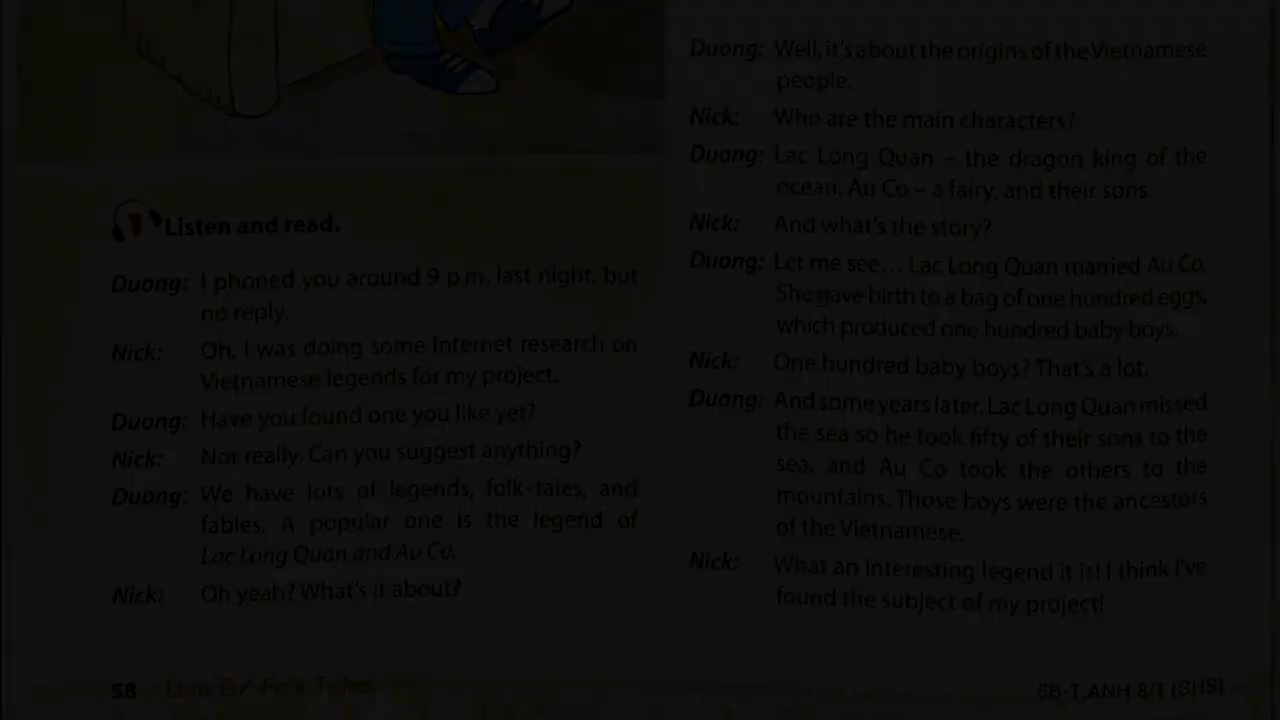 1 Listen and read.
Duong: I phoned you around 9 p.m. last night, but
no reply.
Nick: Oh, I was doing some Internet research on
Vietnamese legends for my project.
Duong: Have you found one you like yet?
Nick: Not really. Can you suggest anything?
Duong: We have lots of legends, folk-tales, and
fables. A popular one is the legend of
Lac Long Quan and Au Co.
Nick: Oh yeah? What's it about?
Duong: Well, it's about the origins of the Vietnamese
people.
Nick: Who are the main characters?
Duong: Lac Long Quan – the dragon king of the
ocean, Au Co – a fairy, and their sons.
Nick: And what's the story?
Duong: Let me see... Lac Long Quan married Au Co.
She gave birth to a bag of one hundred eggs,
which produced one hundred baby boys.
Nick: One hundred baby boys? That's a lot.
Duong: And some years later, Lac Long Quan missed
the sea so he took fifty of their sons to the
sea, and Au Co took the others to the
mountains. Those boys were the ancestors
of the Vietnamese.
Nick: What an interesting legend it is! I think I've
found the subject of my project!
58 Folk Tales
6B-T.ANH 8/1 (SHS)